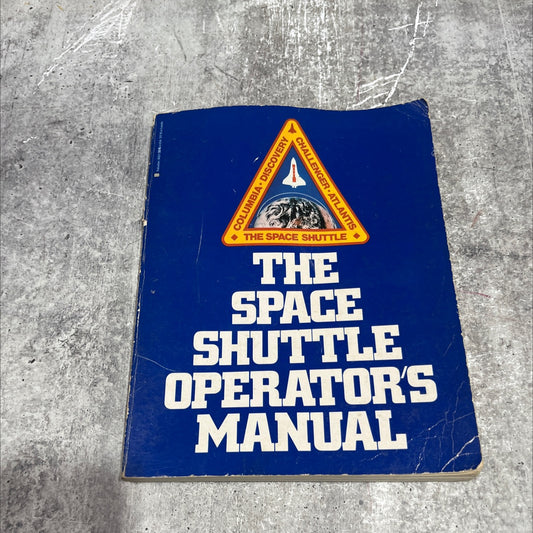 COLUMBIA · DISCOVERY
CHALLENGER · ATLANTIS
THE SPACE SHUTTLE
THE
SPACE
SHUTTLE
OPERATOR'S
MANUAL